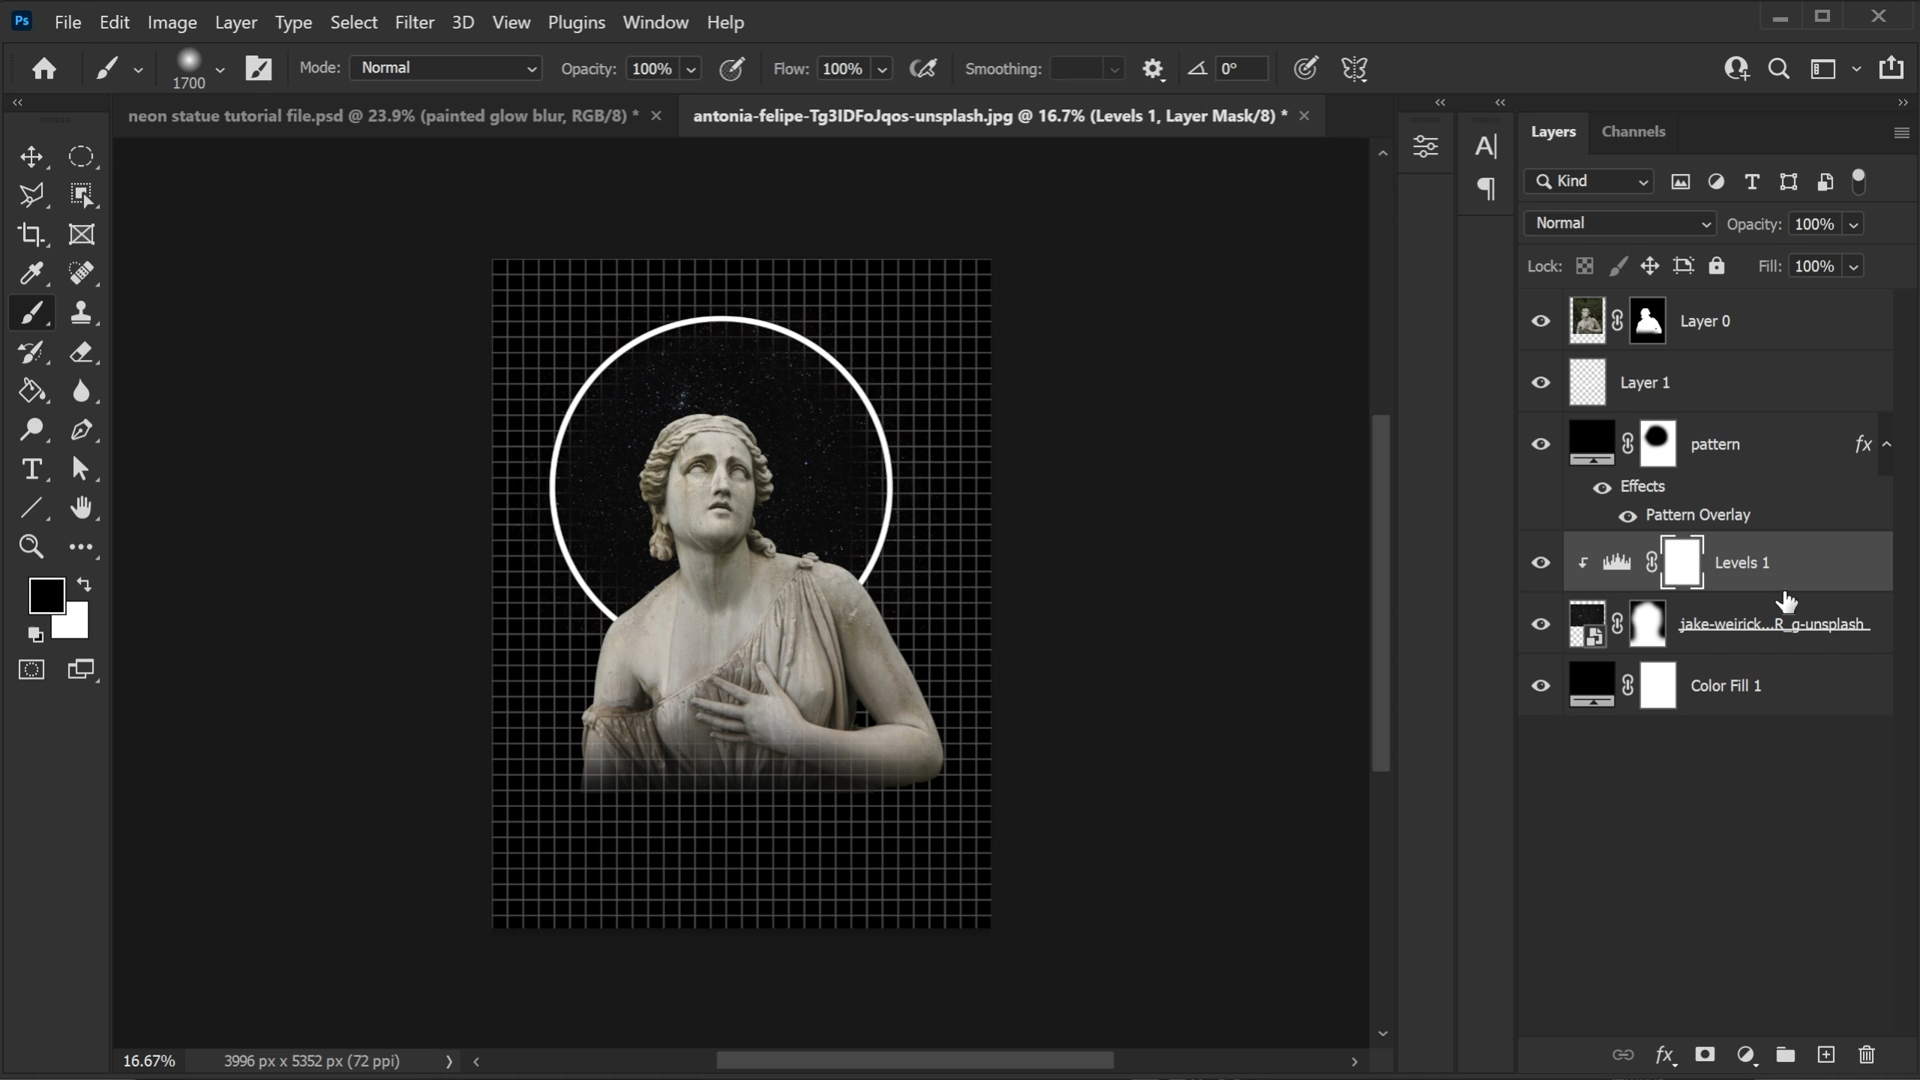 Ps File Edit Image Layer Type Select Filter 3D View Plugins Window Help
1700 Mode: Normal Opacity: 100% Flow: 100% Smoothing: 0°
neon statue tutorial file.psd @ 23.9% (painted glow blur, RGB/8) * antonia-felipe-Tg3IDFoJqos-unsplash.jpg @ 16.7% (Levels 1, Layer Mask/8) *
Layers Channels
Kind
Normal Opacity: 100%
Lock: Fill: 100%
Layer 0
Layer 1
pattern fx
Effects
Pattern Overlay
Levels 1
jake-weirick...R_g-unsplash
Color Fill 1
16.67% 3996 px x 5352 px (72 ppi)
fx